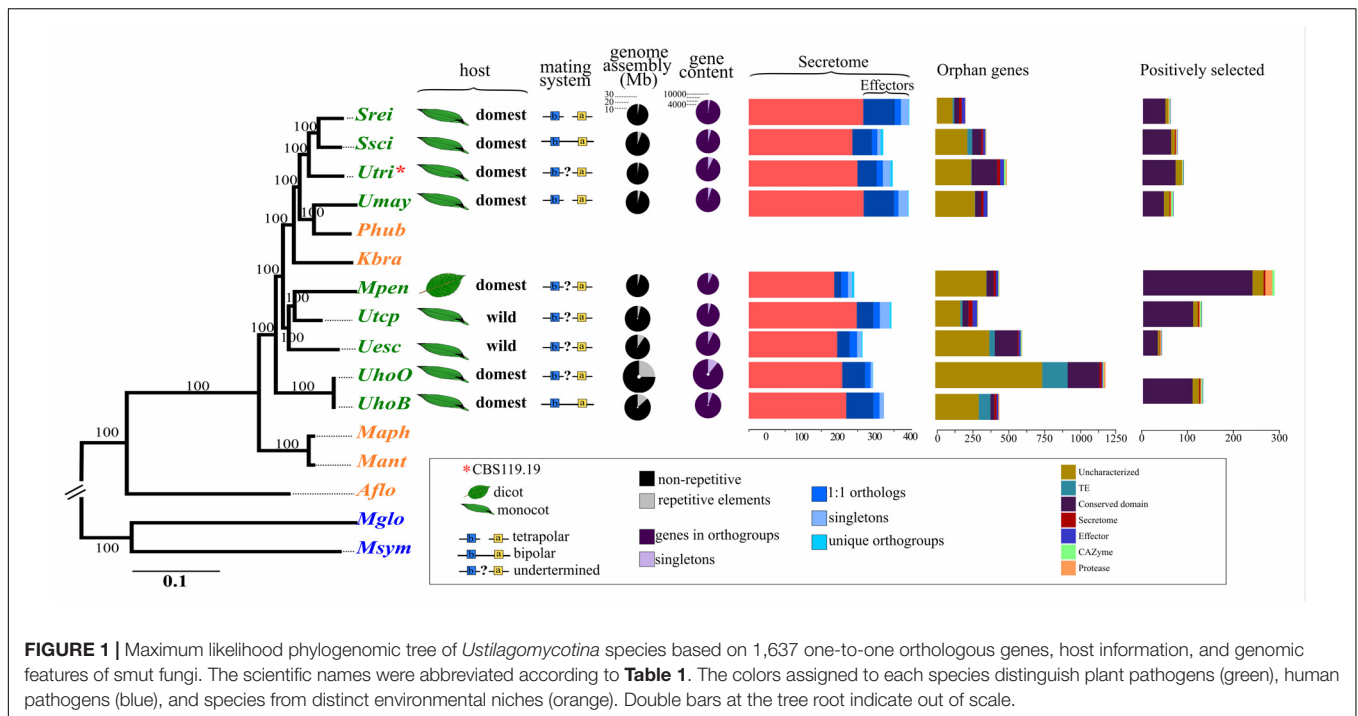 host
mating system
genome assembly (Mb)
gene content
Secretome
Effectors
Orphan genes
Positively selected
30
20
10
10000
4000
100 Srei domest b a
100 Ssci domest b a
100 Utri* domest b ? a
100 Umay domest b a
100 Phub
100 Kbra
100 Mpen domest b ? a
100 Utcp wild b ? a
100 Uesc wild b ? a
100 UhoO domest b ? a
100 UhoB domest b a
100 Maph
100 Mant
100 Aflo
Mglo
100 Msym
0.1
0 100 200 300 400
0 250 500 750 1000 1250
0 100 200 300
*CBS119.19
dicot
monocot
b a tetrapolar
b a bipolar
b ? a undertermined
non-repetitive
repetitive elements
genes in orthogroups
singletons
1:1 orthologs
singletons
unique orthogroups
Uncharacterized
TE
Conserved domain
Secretome
Effector
CAZyme
Protease
FIGURE 1 | Maximum likelihood phylogenomic tree of Ustilagomycotina species based on 1,637 one-to-one orthologous genes, host information, and genomic
features of smut fungi. The scientific names were abbreviated according to Table 1. The colors assigned to each species distinguish plant pathogens (green), human
pathogens (blue), and species from distinct environmental niches (orange). Double bars at the tree root indicate out of scale.